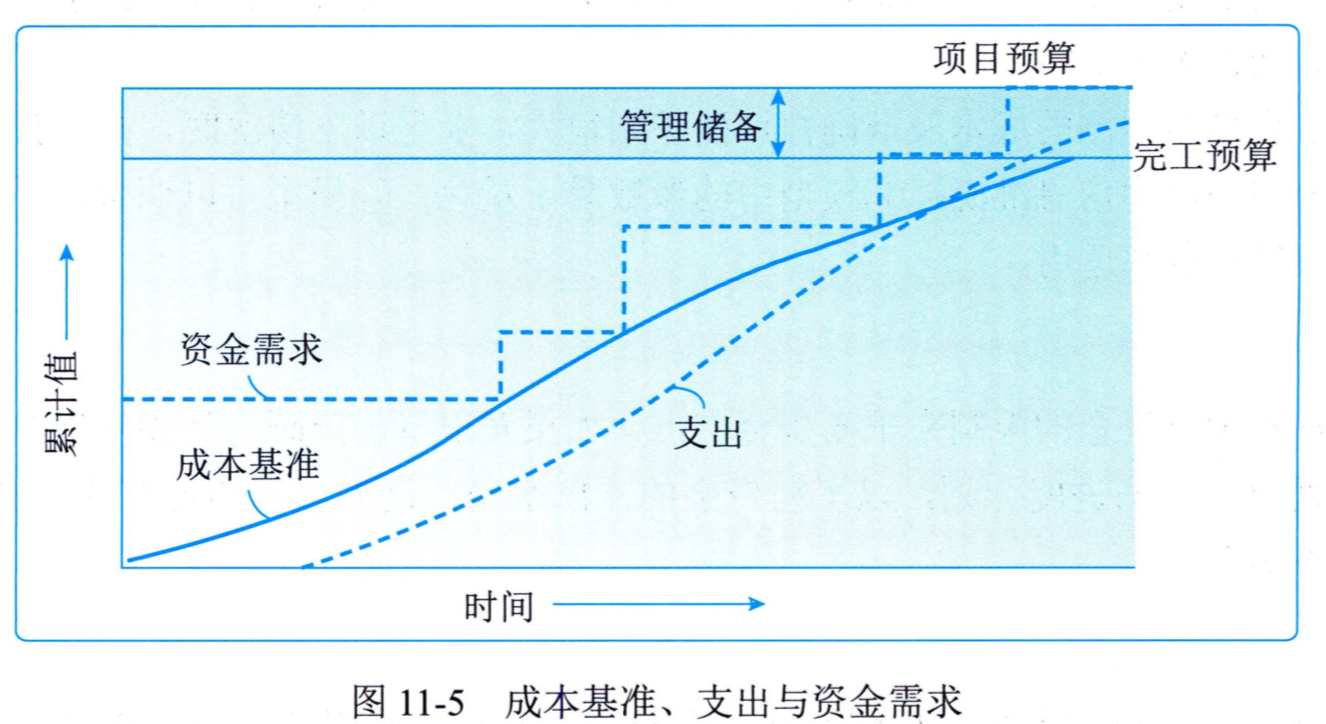 项目预算
管理储备
完工预算
资金需求
成本基准
支出
累计值
时间
图 11-5 成本基准、支出与资金需求